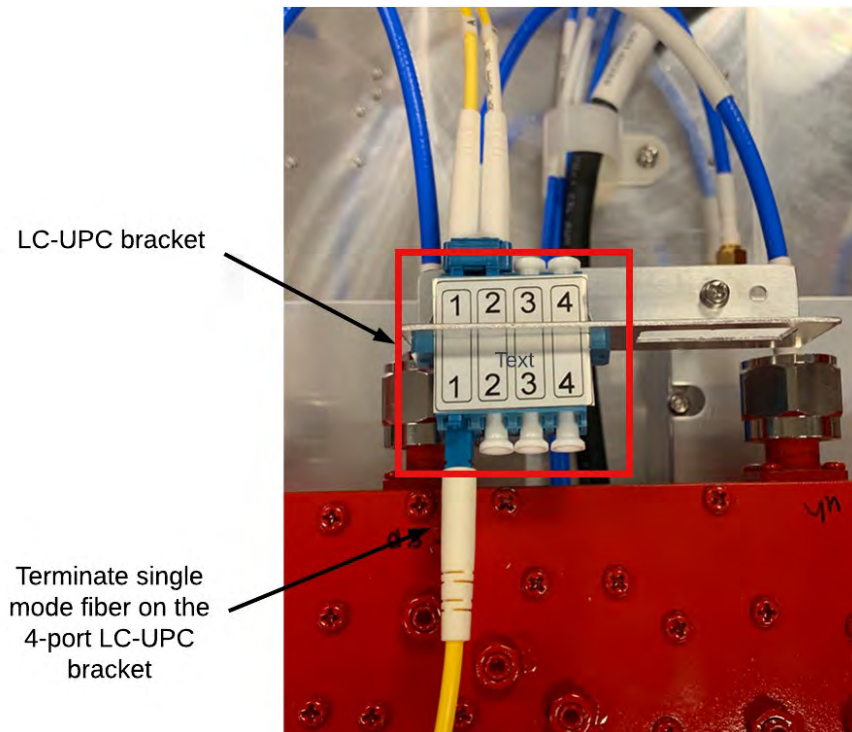 LC-UPC bracket
1 2 3 4
Text
1 2 3 4
Terminate single
mode fiber on the
4-port LC-UPC
bracket